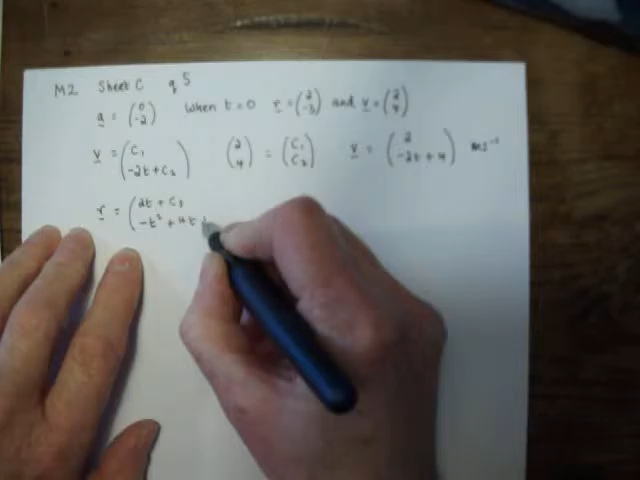 M2 Sheet C q 5
a = (0 -2) when t=0 r = (2 -3) and v = (2 4)
v = (C₁ -2t+C₂) (2 4) = (C₁ C₂) v = (2 -2t+4) ms⁻¹
r = (2t + C₃ -t² + 4t +